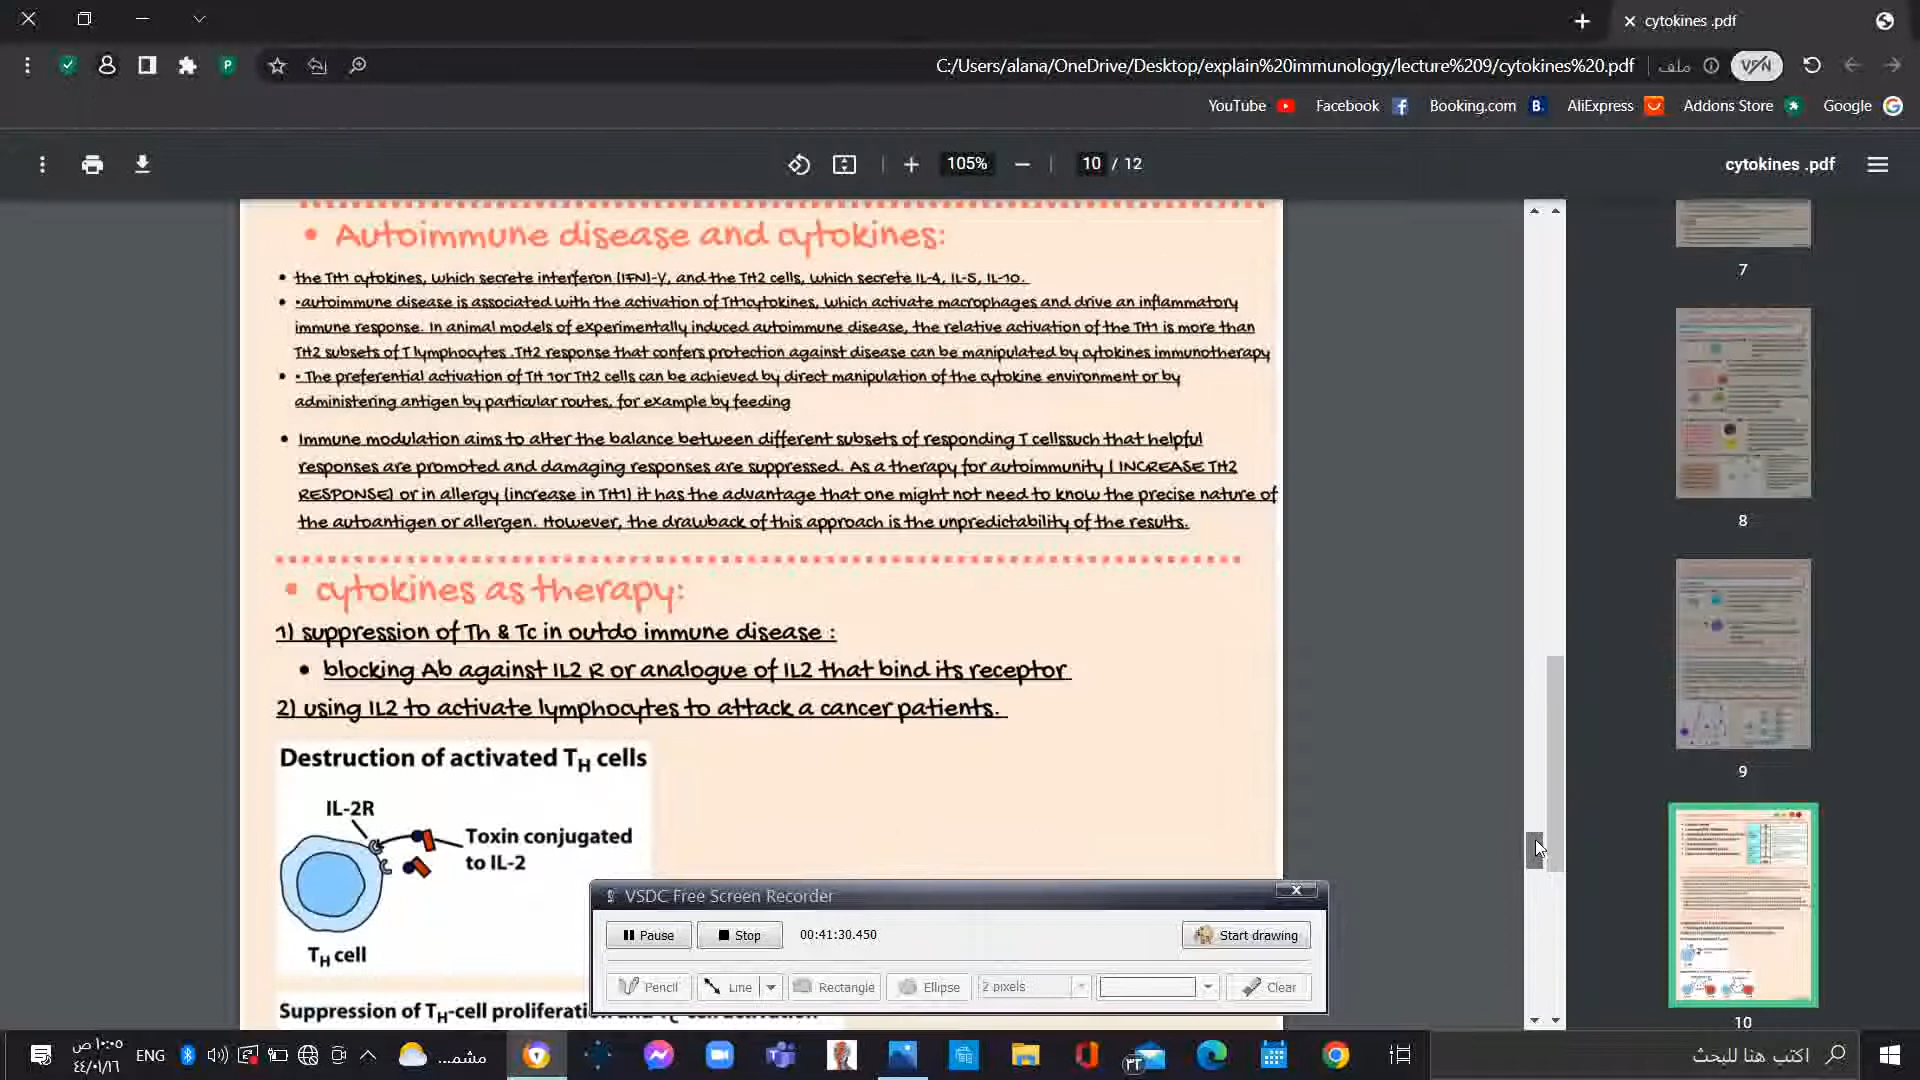 cytokines .pdf
C:/Users/alana/OneDrive/Desktop/explain%20immunology/lecture%209/cytokines%20.pdf
ملف
VPN
YouTube
Facebook
Booking.com
AliExpress
Addons Store
Google
105%
10 / 12
cytokines .pdf
• Autoimmune disease and cytokines:
• the TH1 cytokines, which secrete interferon (IFN)-γ, and the TH2 cells, which secrete IL-4, IL-5, IL-10.
• •autoimmune disease is associated with the activation of TH1cytokines, which activate macrophages and drive an inflammatory
immune response. In animal models of experimentally induced autoimmune disease, the relative activation of the TH1 is more than
TH2 subsets of T lymphocytes .TH2 response that confers protection against disease can be manipulated by cytokines immunotherapy
• • The preferential activation of TH 1or TH2 cells can be achieved by direct manipulation of the cytokine environment or by
administering antigen by particular routes, for example by feeding
• Immune modulation aims to alter the balance between different subsets of responding T cellssuch that helpful
responses are promoted and damaging responses are suppressed. As a therapy for autoimmunity ( INCREASE TH2
RESPONSE) or in allergy (increase in TH1) it has the advantage that one might not need to know the precise nature of
the autoantigen or allergen. However, the drawback of this approach is the unpredictability of the results.
• cytokines as therapy:
1) suppression of Th & Tc in outdo immune disease :
• blocking Ab against IL2 R or analogue of IL2 that bind its receptor
2) using IL2 to activate lymphocytes to attack a cancer patients.
Destruction of activated TH cells
IL-2R
Toxin conjugated
to IL-2
TH cell
Suppression of TH-cell proliferati
7
8
9
10
VSDC Free Screen Recorder
Pause
Stop
00:41:30.450
Start drawing
Pencil
Line
Rectangle
Ellipse
2 pixels
Clear
١٠:٠٥ ص
٤٤/٠١/١٦
ENG
مشمـ...
٢٣
اكتب هنا للبحث